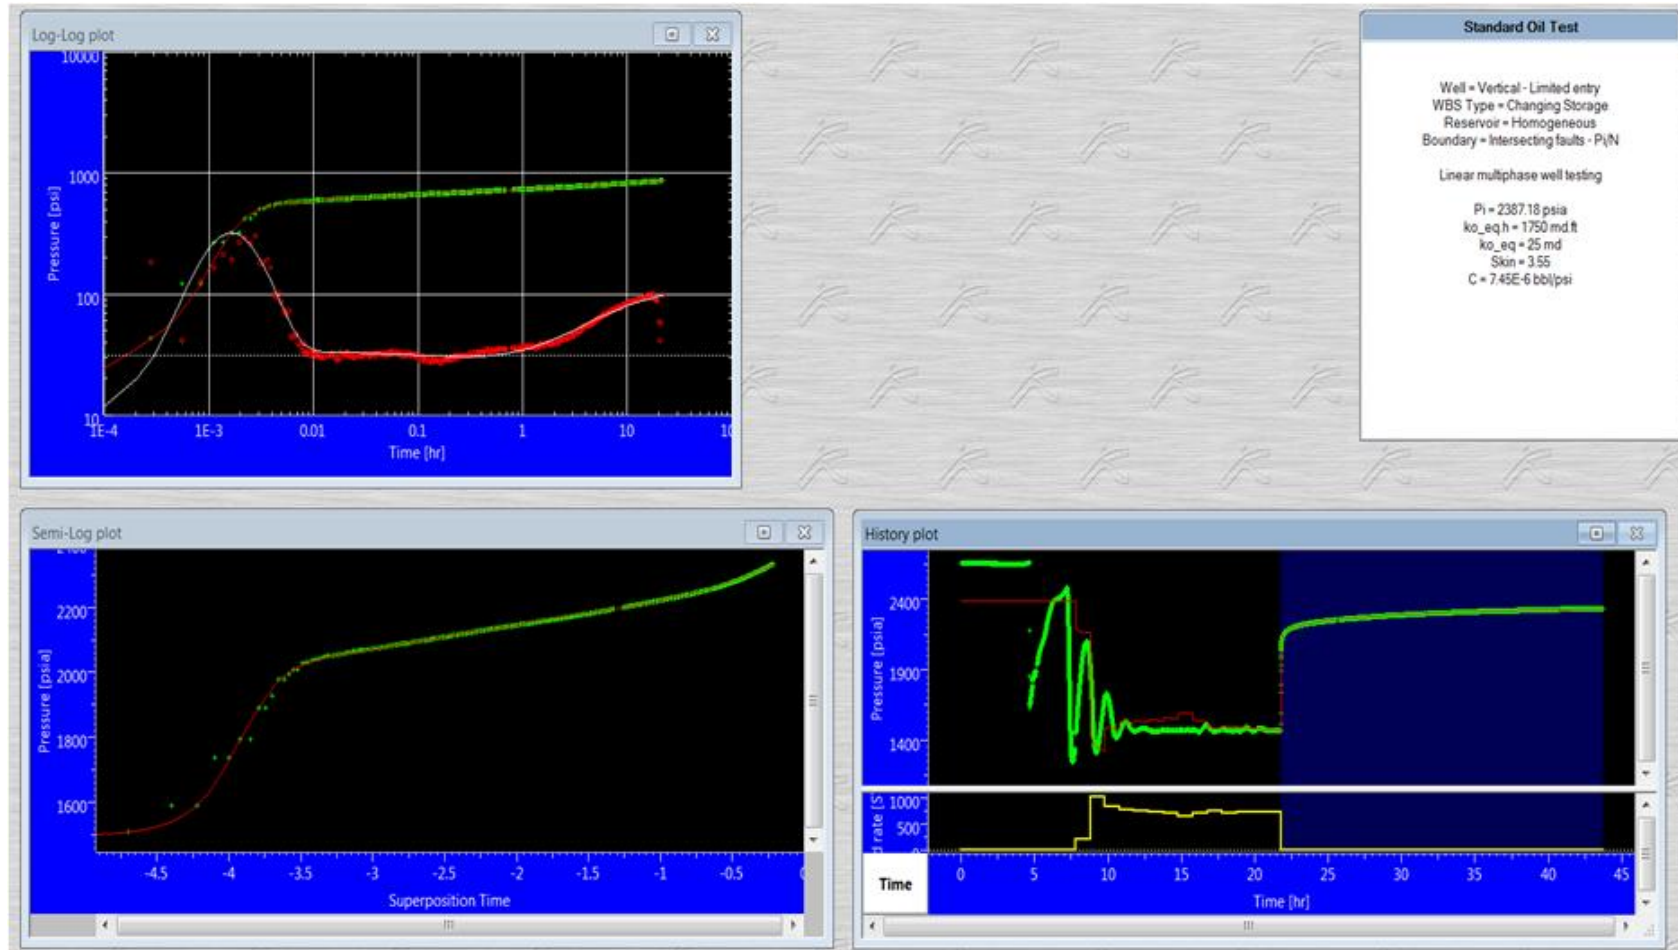 Log-Log plot
10000
1000
100
10
Pressure [psi]
1E-4 1E-3 0.01 0.1 1 10 10
Time [hr]
Standard Oil Test
Well = Vertical - Limited entry
WBS Type = Changing Storage
Reservoir = Homogeneous
Boundary = Intersecting faults - Pi/N
Linear multiphase well testing
Pi = 2387.18 psia
ko_eq.h = 1750 md.ft
ko_eq = 25 md
Skin = 3.55
C = 7.45E-6 bbl/psi
Semi-Log plot
2400
2200
2000
1800
1600
Pressure [psia]
-4.5 -4 -3.5 -3 -2.5 -2 -1.5 -1 -0.5 0
Superposition Time
History plot
2400
1900
1400
Pressure [psia]
1000
500
0
d rate [S
Time
0 5 10 15 20 25 30 35 40 45
Time [hr]